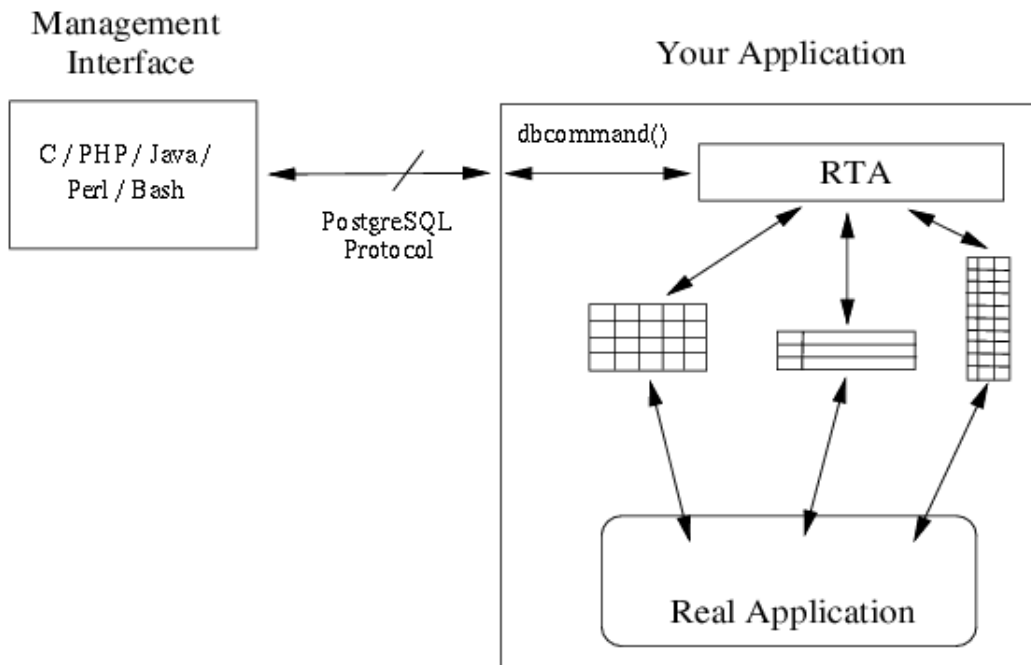 Management
Interface
C / PHP / Java /
Perl / Bash
PostgreSQL
Protocol
Your Application
dbcommand()
RTA
Real Application